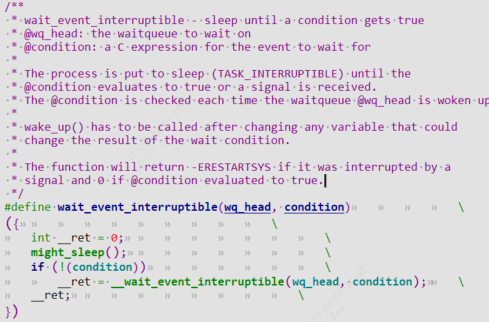 /**
 * wait_event_interruptible - sleep until a condition gets true
 * @wq_head: the waitqueue to wait on
 * @condition: a C expression for the event to wait for
 *
 * The process is put to sleep (TASK_INTERRUPTIBLE) until the
 * @condition evaluates to true or a signal is received.
 * The @condition is checked each time the waitqueue @wq_head is woken up
 *
 * wake_up() has to be called after changing any variable that could
 * change the result of the wait condition.
 *
 * The function will return -ERESTARTSYS if it was interrupted by a
 * signal and 0 if @condition evaluated to true.
 */
#define wait_event_interruptible(wq_head, condition) \
({ \
    int __ret = 0; \
    might_sleep(); \
    if (!(condition)) \
        __ret = __wait_event_interruptible(wq_head, condition); \
    __ret; \
})